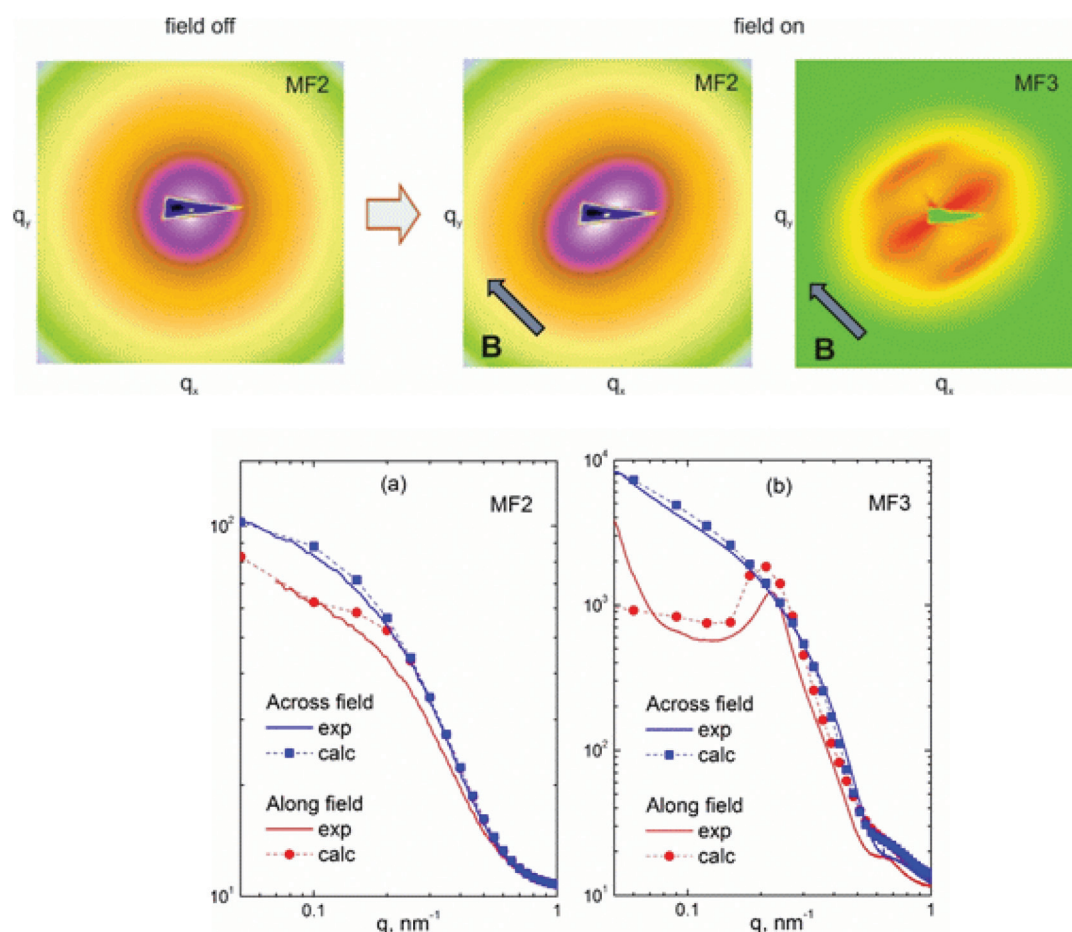 field off
field on
MF2
MF2
MF3
q_y
q_y
q_y
B
B
q_x
q_x
q_x
(a)
MF2
10^2
10^1
Across field
exp
calc
Along field
exp
calc
0.1
1
q, nm^-1
(b)
MF3
10^4
10^3
10^2
10^1
Across field
exp
calc
Along field
exp
calc
0.1
1
q, nm^-1